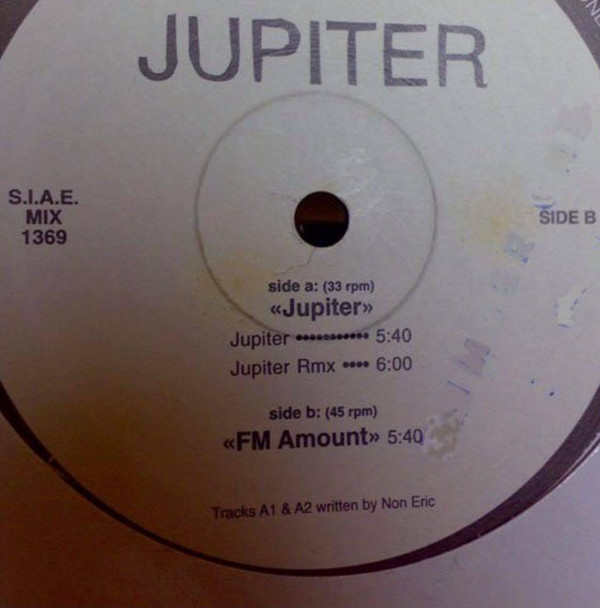 JUPITER
S.I.A.E.
MIX
1369
SIDE B
side a: (33 rpm)
«Jupiter»
Jupiter ••••••••••• 5:40
Jupiter Rmx •••• 6:00
side b: (45 rpm)
«FM Amount» 5:40
Tracks A1 & A2 written by Non Eric